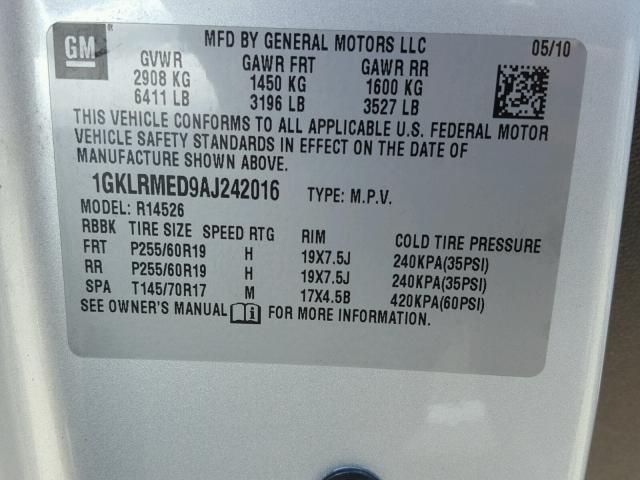 GM
MFD BY GENERAL MOTORS LLC 05/10
GVWR GAWR FRT GAWR RR
2908 KG 1450 KG 1600 KG
6411 LB 3196 LB 3527 LB
THIS VEHICLE CONFORMS TO ALL APPLICABLE U.S. FEDERAL MOTOR
VEHICLE SAFETY STANDARDS IN EFFECT ON THE DATE OF
MANUFACTURE SHOWN ABOVE.
1GKLRMED9AJ242016 TYPE: M.P.V.
MODEL: R14526
RBBK TIRE SIZE SPEED RTG RIM COLD TIRE PRESSURE
FRT P255/60R19 H 19X7.5J 240KPA(35PSI)
RR P255/60R19 H 19X7.5J 240KPA(35PSI)
SPA T145/70R17 M 17X4.5B 420KPA(60PSI)
SEE OWNER'S MANUAL i FOR MORE INFORMATION.